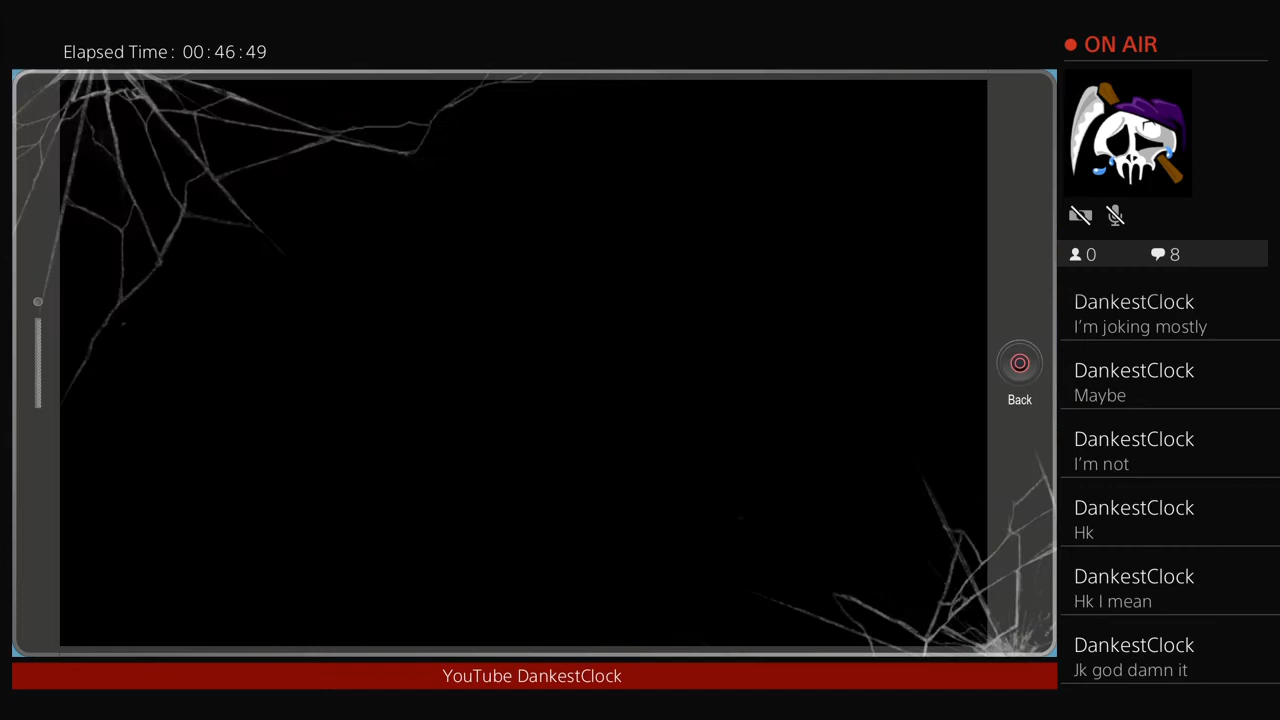 Elapsed Time: 00:46:49
ON AIR
0 8
DankestClock
I'm joking mostly
DankestClock
Maybe
DankestClock
I'm not
DankestClock
Hk
DankestClock
Hk I mean
DankestClock
Jk god damn it
Back
YouTube DankestClock